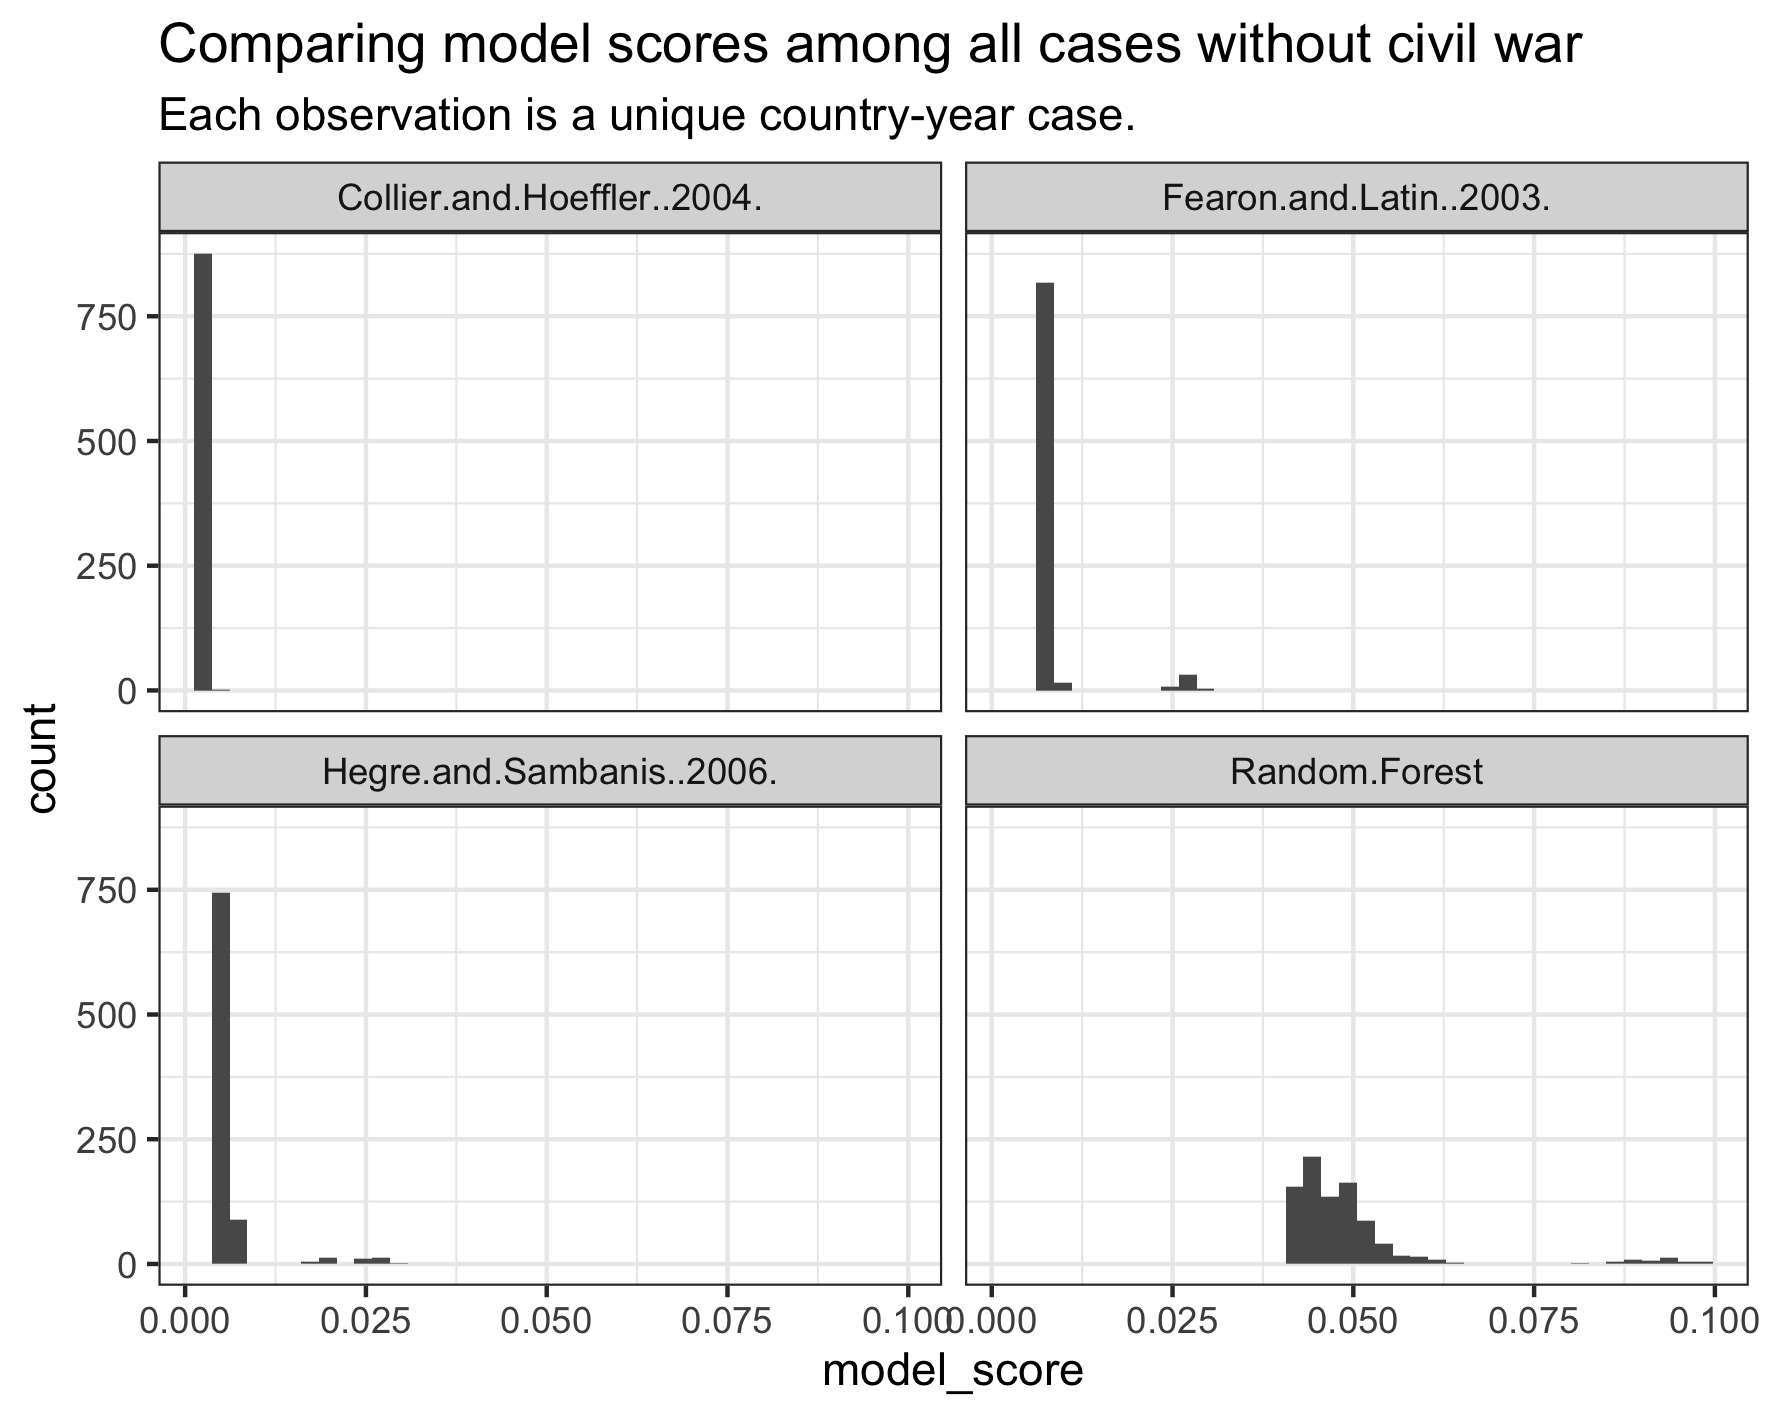 Comparing model scores among all cases without civil war
Each observation is a unique country-year case.
Collier.and.Hoeffler..2004.
Fearon.and.Latin..2003.
750
500
250
0
Hegre.and.Sambanis..2006.
Random.Forest
750
500
250
0
count
0.000 0.025 0.050 0.075 0.100
0.000 0.025 0.050 0.075 0.100
model_score